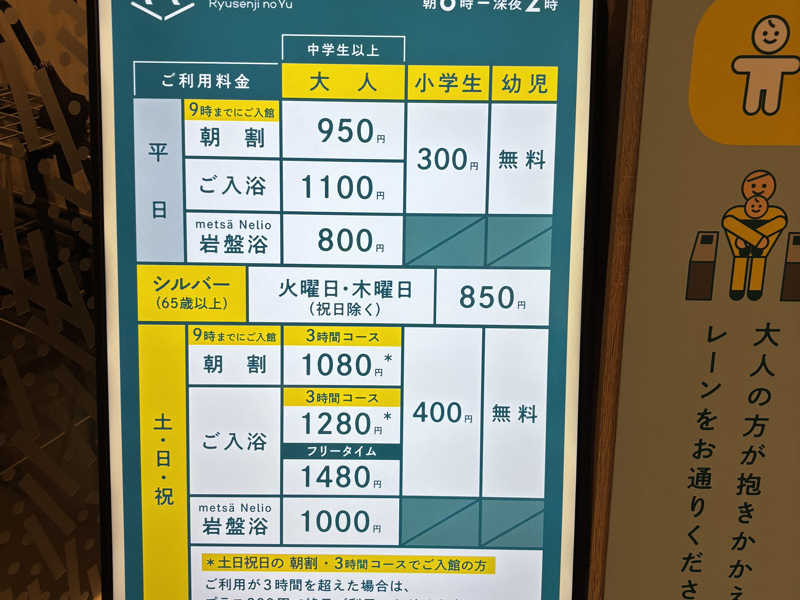 Ryusenji no Yu
朝6時ー深夜2時
中学生以上
ご利用料金
大人
小学生
幼児
平日
9時までにご入館
朝割
950円
300円
無料
ご入浴
1100円
metsä Nelio
岩盤浴
800円
シルバー
(65歳以上)
火曜日・木曜日
(祝日除く)
850円
土・日・祝
9時までにご入館
朝割
3時間コース
1080円*
400円
無料
ご入浴
3時間コース
1280円*
フリータイム
1480円
metsä Nelio
岩盤浴
1000円
*土日祝日の 朝割・3時間コースでご入館の方
ご利用が3時間を超えた場合は、
大人の方が抱きかかえ
レーンをお通りくださ